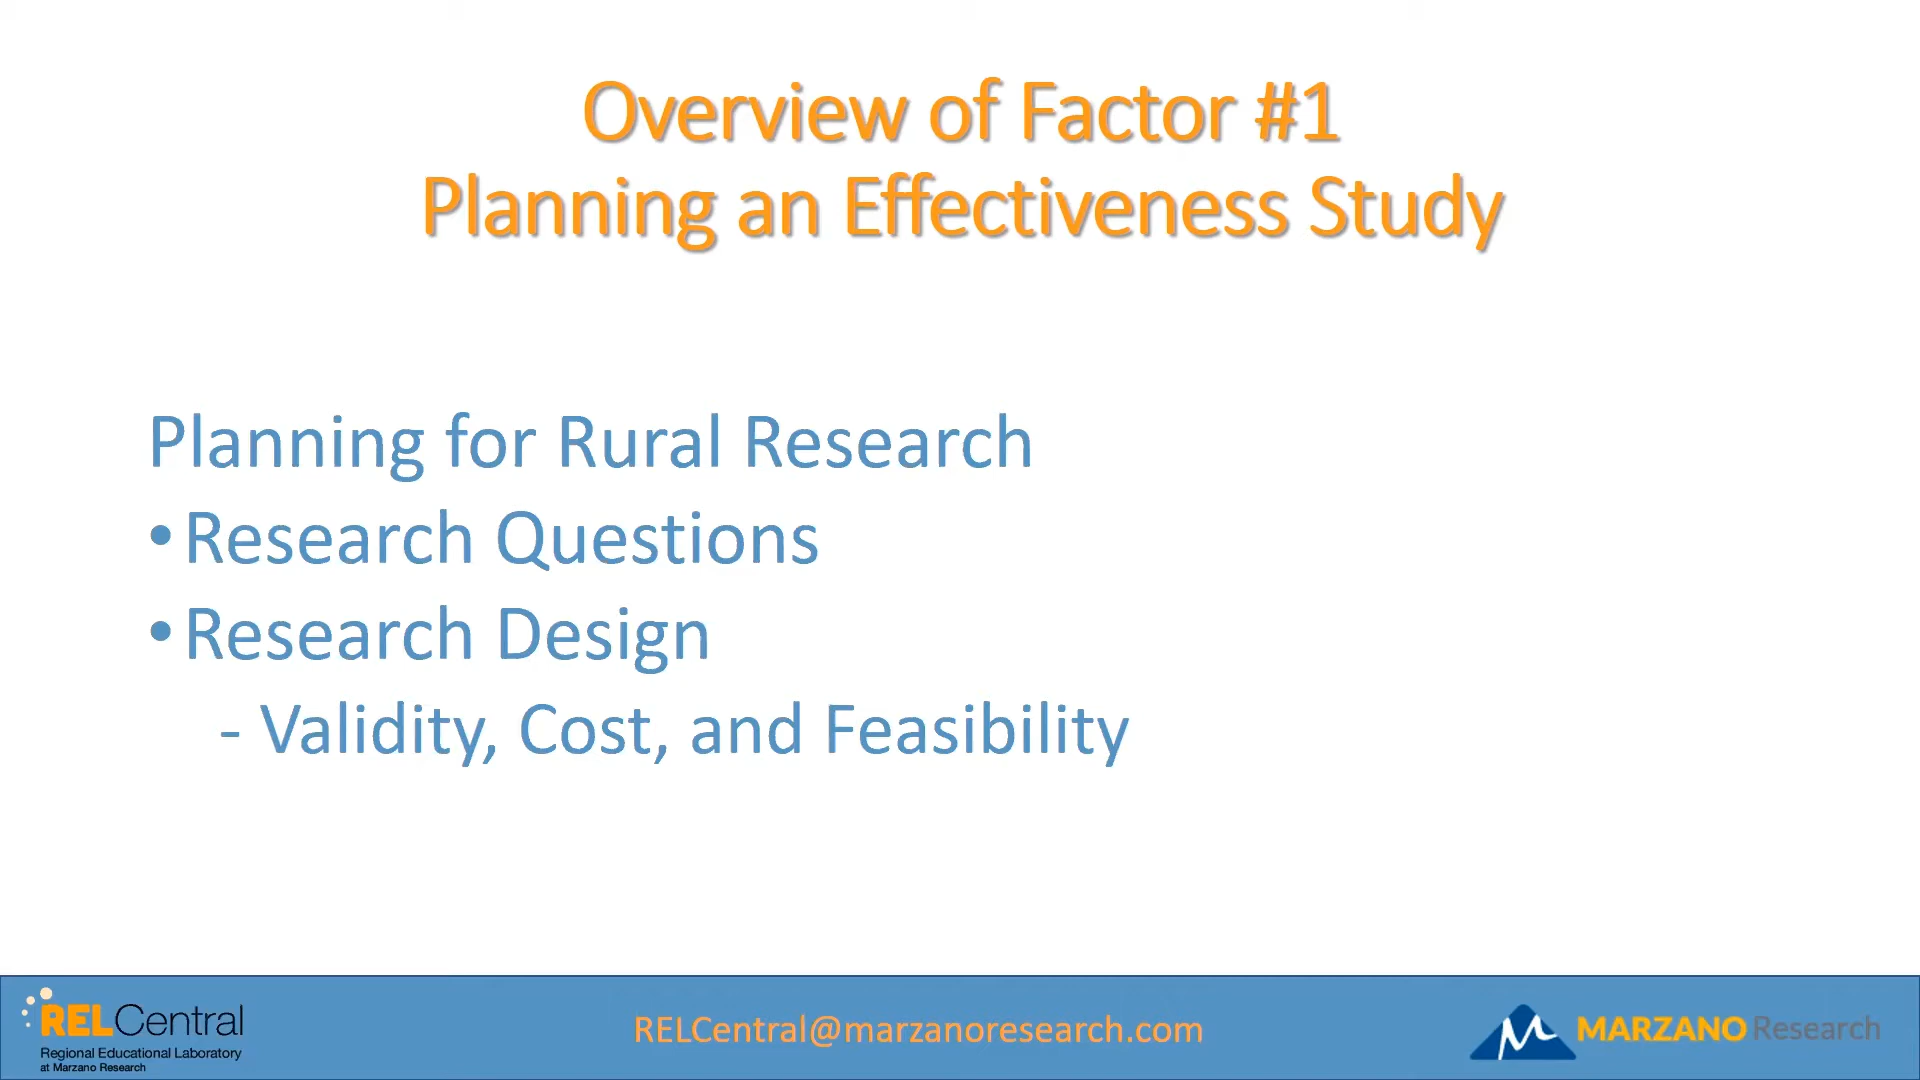 Overview of Factor #1
Planning an Effectiveness Study
Planning for Rural Research
•Research Questions
•Research Design
- Validity, Cost, and Feasibility
RELCentral
Regional Educational Laboratory
at Marzano Research
RELCentral@marzanoresearch.com
MARZANO Research